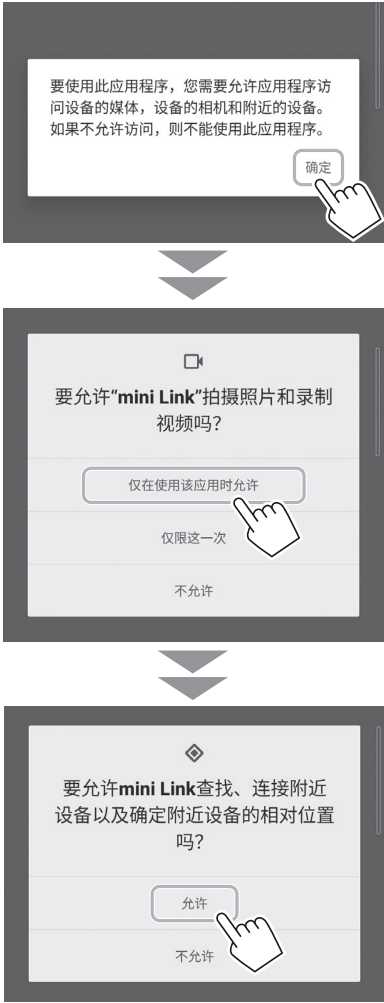 要使用此应用程序，您需要允许应用程序访
问设备的媒体，设备的相机和附近的设备。
如果不允许访问，则不能使用此应用程序。
确定
要允许“mini Link”拍摄照片和录制
视频吗？
仅在使用该应用时允许
仅限这一次
不允许
要允许mini Link查找、连接附近
设备以及确定附近设备的相对位置
吗？
允许
不允许